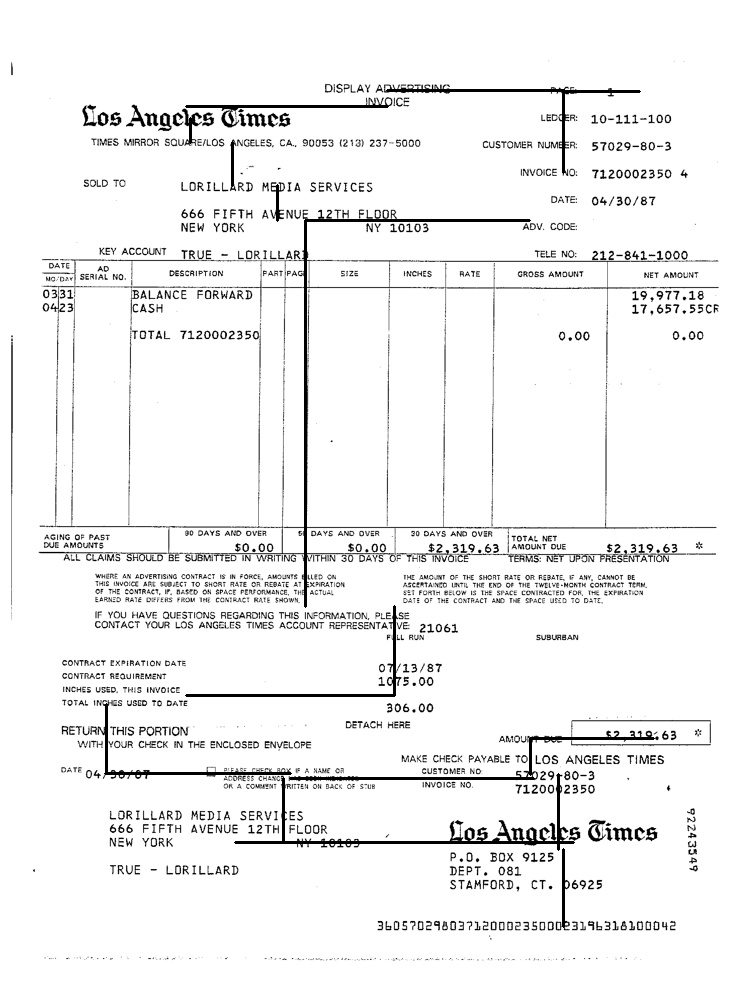 DISPLAY ADVERTISING PAGE: 1
INVOICE
Los Angeles Times LEDGER: 10-111-100
TIMES MIRROR SQUARE/LOS ANGELES, CA., 90053 (213) 237-5000 CUSTOMER NUMBER: 57029-80-3
INVOICE NO: 7120002350 4
SOLD TO LORILLARD MEDIA SERVICES
DATE: 04/30/87
666 FIFTH AVENUE 12TH FLOOR
NEW YORK NY 10103 ADV. CODE:
KEY ACCOUNT TRUE - LORILLARD TELE NO: 212-841-1000
DATE MO/DAY AD SERIAL NO. DESCRIPTION PART PAGE SIZE INCHES RATE GROSS AMOUNT NET AMOUNT
0331 BALANCE FORWARD 19,977.18
0423 CASH 17,657.55CR
TOTAL 7120002350 0.00 0.00
AGING OF PAST DUE AMOUNTS 90 DAYS AND OVER $0.00 DAYS AND OVER $0.00 30 DAYS AND OVER $2,319.63 TOTAL NET AMOUNT DUE $2,319.63 *
ALL CLAIMS SHOULD BE SUBMITTED IN WRITING WITHIN 30 DAYS OF THIS INVOICE TERMS: NET UPON PRESENTATION
WHERE AN ADVERTISING CONTRACT IS IN FORCE, AMOUNTS BILLED ON
THIS INVOICE ARE SUBJECT TO SHORT RATE OR REBATE AT EXPIRATION
OF THE CONTRACT, IF, BASED ON SPACE PERFORMANCE, THE ACTUAL
EARNED RATE DIFFERS FROM THE CONTRACT RATE SHOWN.
THE AMOUNT OF THE SHORT RATE OR REBATE, IF ANY, CANNOT BE
ASCERTAINED UNTIL THE END OF THE TWELVE-MONTH CONTRACT TERM.
SET FORTH BELOW IS THE SPACE CONTRACTED FOR, THE EXPIRATION
DATE OF THE CONTRACT AND THE SPACE USED TO DATE.
IF YOU HAVE QUESTIONS REGARDING THIS INFORMATION, PLEASE
CONTACT YOUR LOS ANGELES TIMES ACCOUNT REPRESENTATIVE: 21061
FULL RUN SUBURBAN
CONTRACT EXPIRATION DATE 07/13/87
CONTRACT REQUIREMENT 1075.00
INCHES USED, THIS INVOICE
TOTAL INCHES USED TO DATE 306.00
RETURN THIS PORTION DETACH HERE
WITH YOUR CHECK IN THE ENCLOSED ENVELOPE
AMOUNT DUE $2,319.63 *
MAKE CHECK PAYABLE TO LOS ANGELES TIMES
DATE 04/30/87 PLEASE CHECK BOX IF A NAME OR
ADDRESS CHANGE HAS BEEN INDICATED
OR A COMMENT WRITTEN ON BACK OF STUB
CUSTOMER NO: 57029-80-3
INVOICE NO. 7120002350
LORILLARD MEDIA SERVICES
666 FIFTH AVENUE 12TH FLOOR
NEW YORK NY 10103
TRUE - LORILLARD
Los Angeles Times
P.O. BOX 9125
DEPT. 081
STAMFORD, CT. 06925
92243549
36057029803712000235000231963181​00042